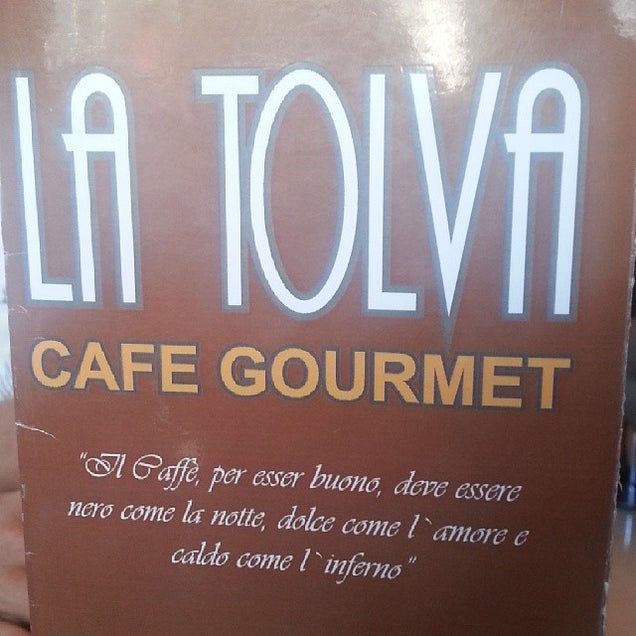 LA TOLVA
CAFE GOURMET
"Il Caffè, per esser buono, deve essere
nero come la notte, dolce come l`amore e
caldo come l`inferno"